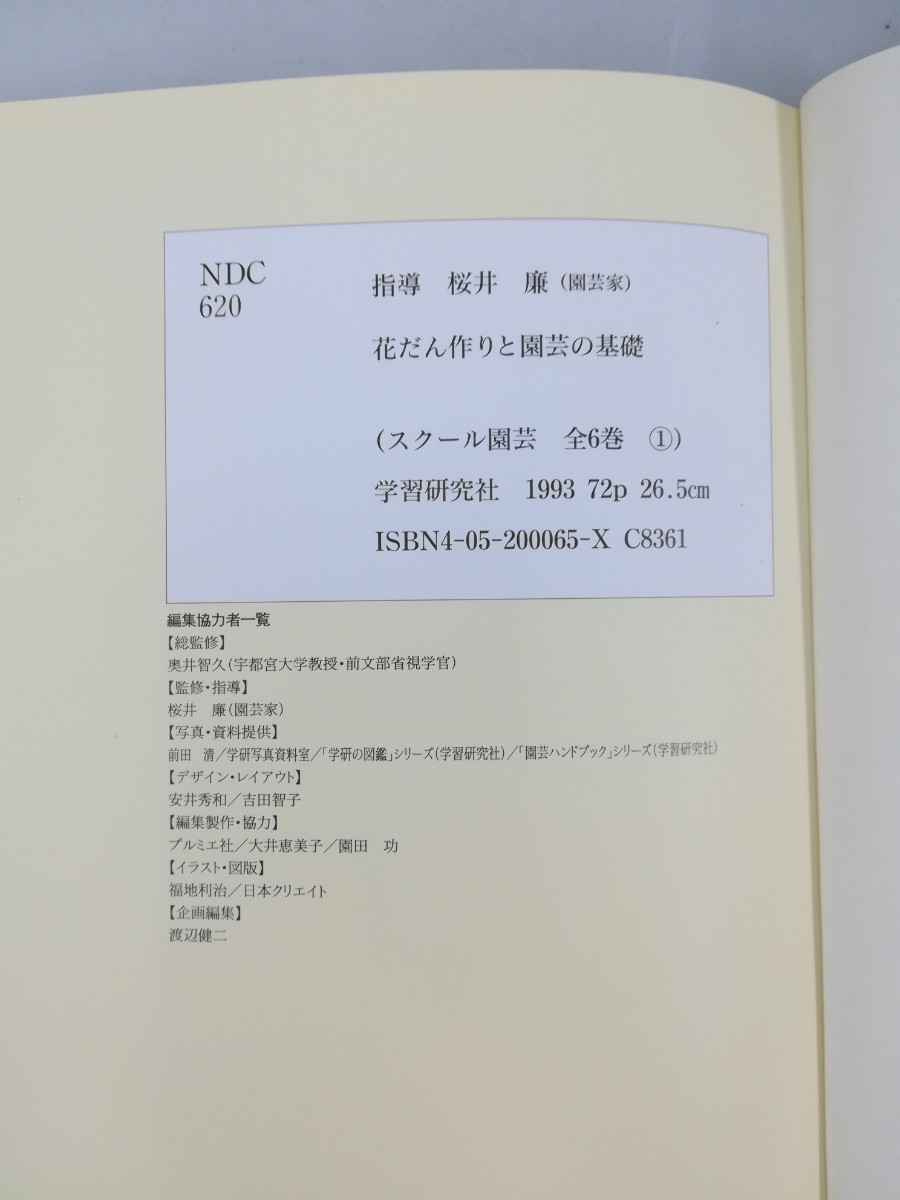 NDC
620
指導　桜井　廉（園芸家）
花だん作りと園芸の基礎
(スクール園芸　全6巻　①)
学習研究社　1993 72p 26.5cm
ISBN4-05-200065-X C8361
編集協力者一覧
【総監修】
奥井智久(宇都宮大学教授・前文部省視学官)
【監修・指導】
桜井　廉(園芸家)
【写真・資料提供】
前田　清／学研写真資料室／「学研の図鑑」シリーズ(学習研究社)／「園芸ハンドブック」シリーズ(学習研究社)
【デザイン・レイアウト】
安井秀和／吉田智子
【編集製作・協力】
プルミエ社／大井恵美子／園田　功
【イラスト・図版】
福地利治／日本クリエイト
【企画編集】
渡辺健二